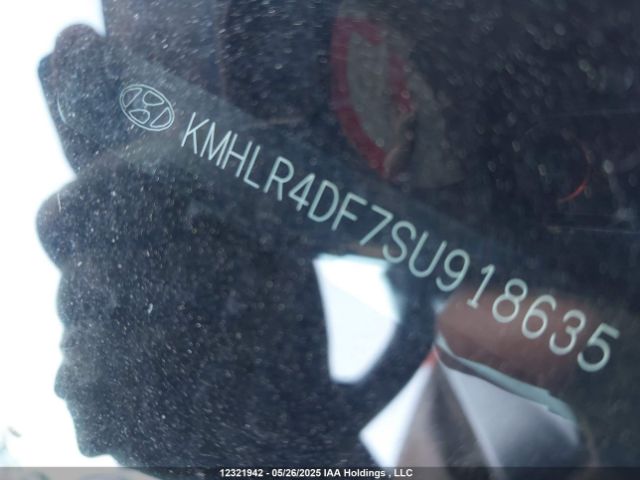 KMHLR4DF7SU918635
12321942 - 05/26/2025 IAA Holdings , LLC